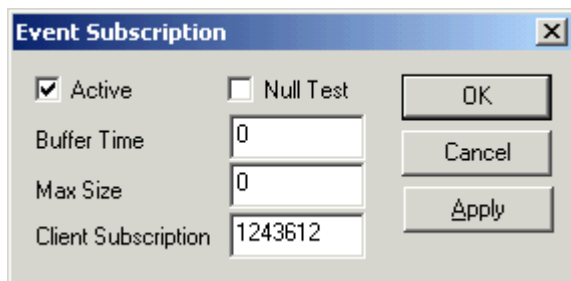 Event Subscription
Active
Null Test
OK
Buffer Time
0
Cancel
Max Size
0
Apply
Client Subscription
1243612